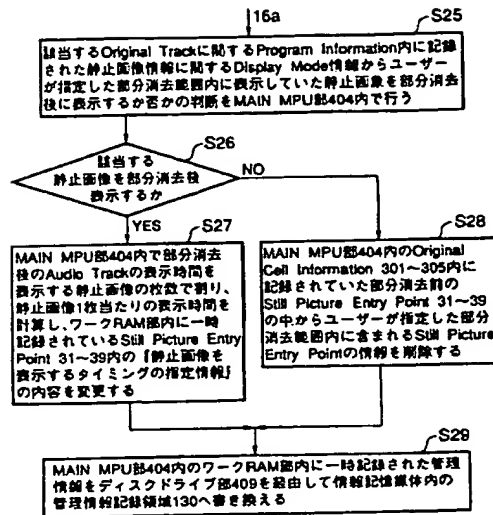 16a
S25
該当するOriginal Trackに関するProgram Information内に記録
された静止画像情報に関するDisplay Mode情報からユーザー
が指定した部分消去範囲内に表示していた静止画象を部分消去
後に表示するか否かの判断をMAIN MPU部404内で行う
S26
該当する
静止画像を部分消去後
表示するか
NO
YES
S27
MAIN MPU部404内で部分消去
後のAudio Trackの表示時間を
表示する静止画像の枚数で割り、
静止画像1枚当たりの表示時間を
計算し、ワークRAM部内に一時
記録されているStill Picture Entry
Point 31~39内の『静止画像を
表示するタイミングの指定情報』
の内容を変更する
S28
MAIN MPU部404内のOriginal
Cell Information 301~305内に
記録されていた部分消去前の
Still Picture Entry Point 31~39
の中からユーザーが指定した部分
消去範囲内に含まれるStill Picture
Entry Pointの情報を削除する
S29
MAIN MPU部404内のワークRAM部内に一時記録された管理
情報をディスクドライブ部409を経由して情報記憶媒体内の
管理情報記録領域130へ書き換える